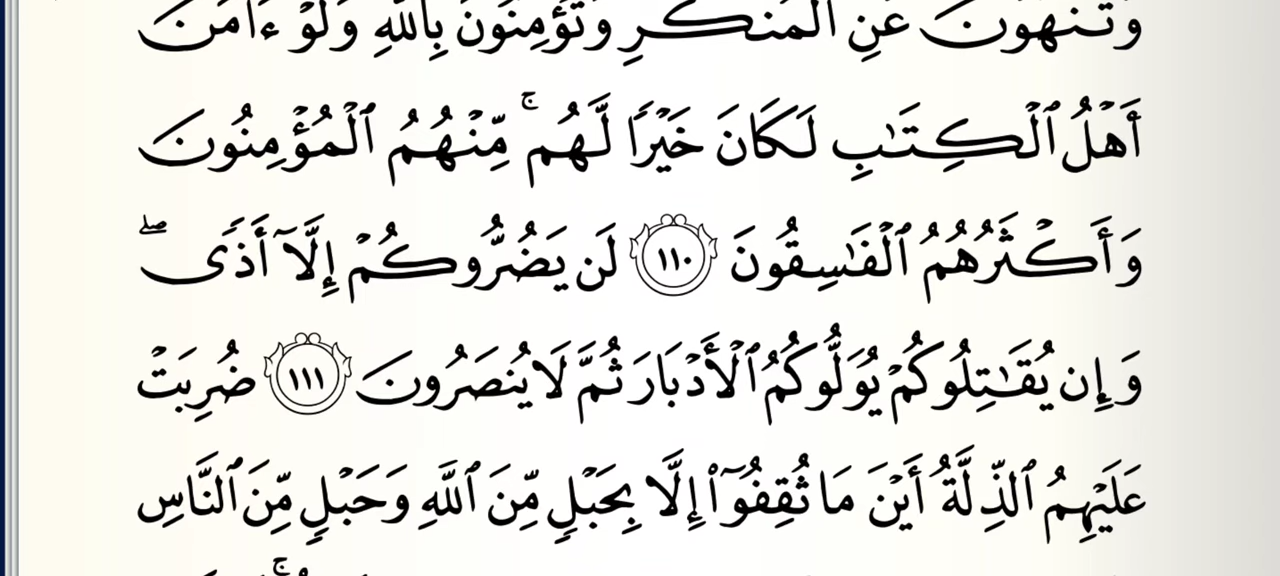 وَتَنۡهَوۡنَ عَنِ ٱلۡمُنكَرِ وَتُؤۡمِنُونَ بِٱللَّهِۗ وَلَوۡ ءَامَنَ
أَهۡلُ ٱلۡكِتَٰبِ لَكَانَ خَيۡرٗا لَّهُمۚ مِّنۡهُمُ ٱلۡمُؤۡمِنُونَ
وَأَكۡثَرُهُمُ ٱلۡفَٰسِقُونَ ١١٠ لَن يَضُرُّوكُمۡ إِلَّآ أَذٗىۖ
وَإِن يُقَٰتِلُوكُمۡ يُوَلُّوكُمُ ٱلۡأَدۡبَارَ ثُمَّ لَا يُنصَرُونَ ١١١ ضُرِبَتۡ
عَلَيۡهِمُ ٱلذِّلَّةُ أَيۡنَ مَا ثُقِفُوٓاْ إِلَّا بِحَبۡلٖ مِّنَ ٱللَّهِ وَحَبۡلٖ مِّنَ ٱلنَّاسِ